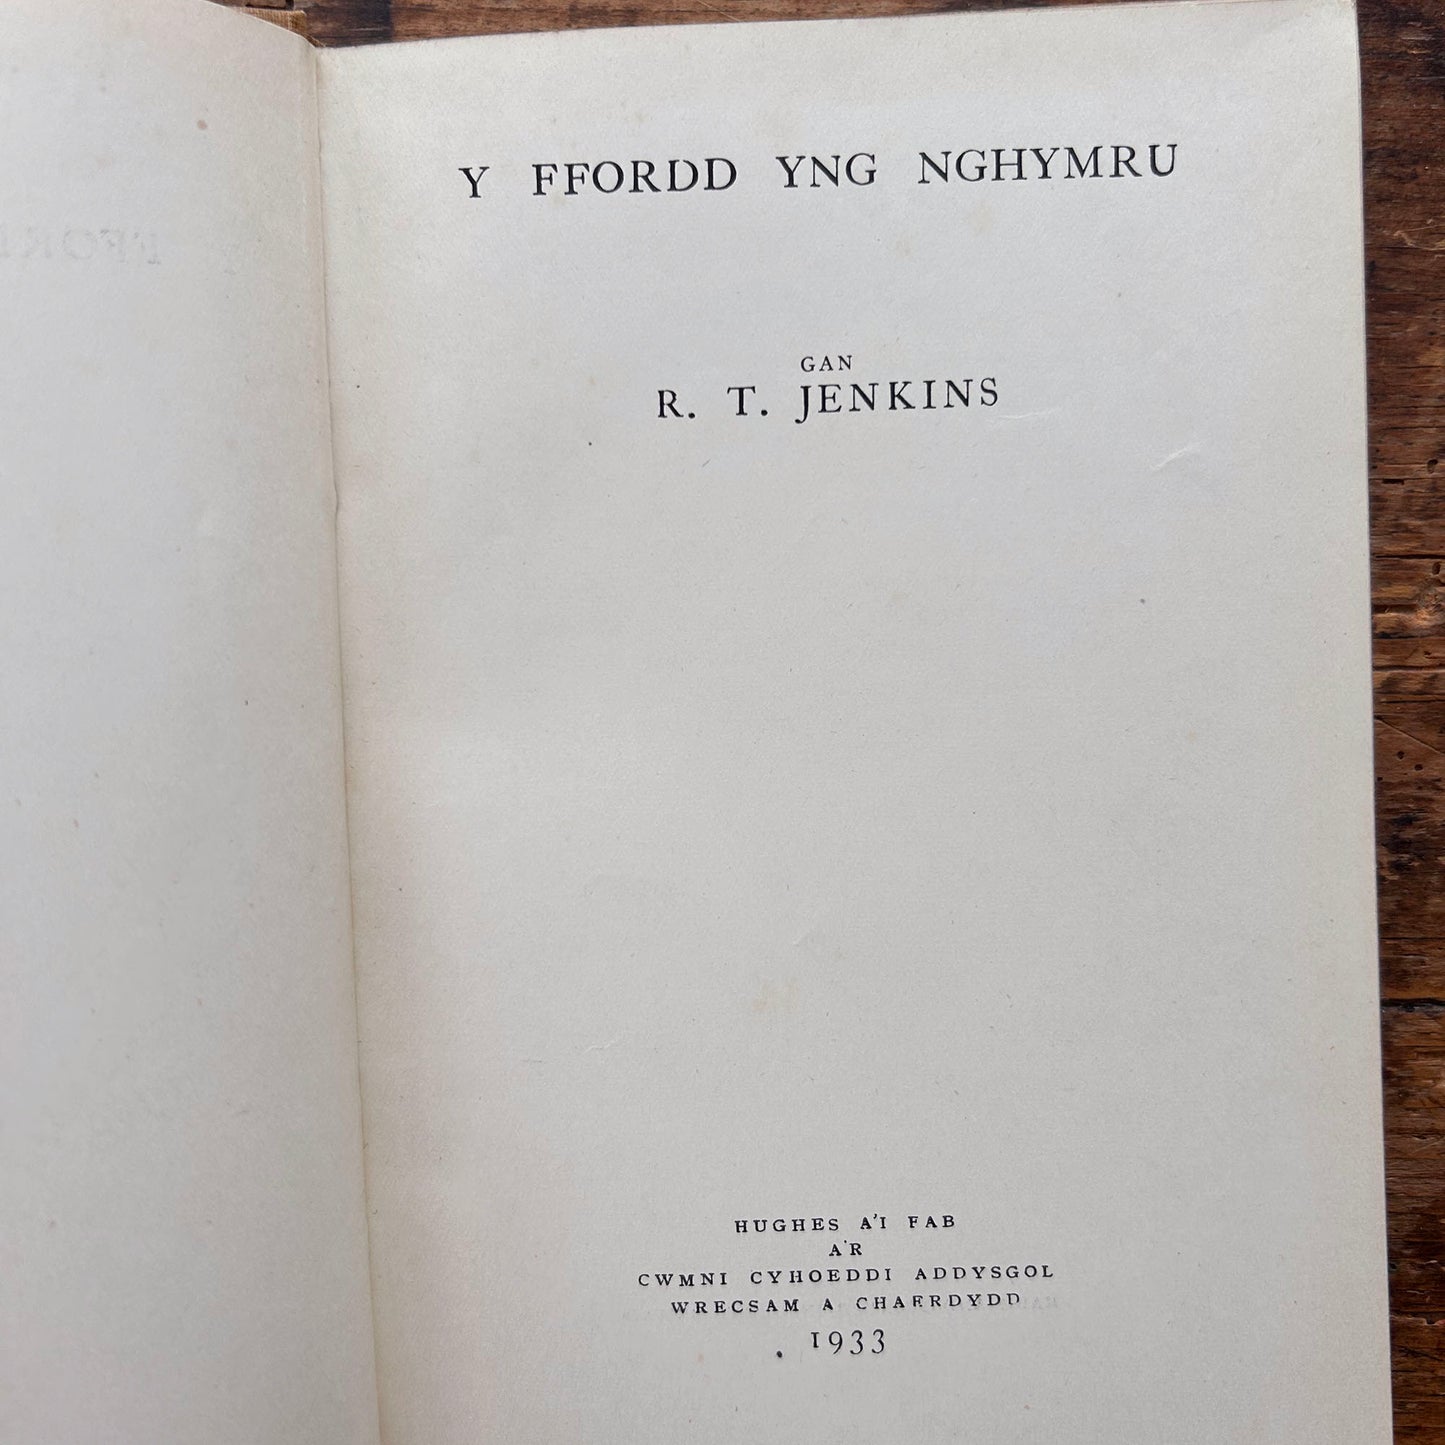 Y FFORDD YNG NGHYMRU
GAN
R. T. JENKINS
HUGHES A'I FAB
A'R
CWMNI CYHOEDDI ADDYSGOL
WRECSAM A CHAERDYDD
1933